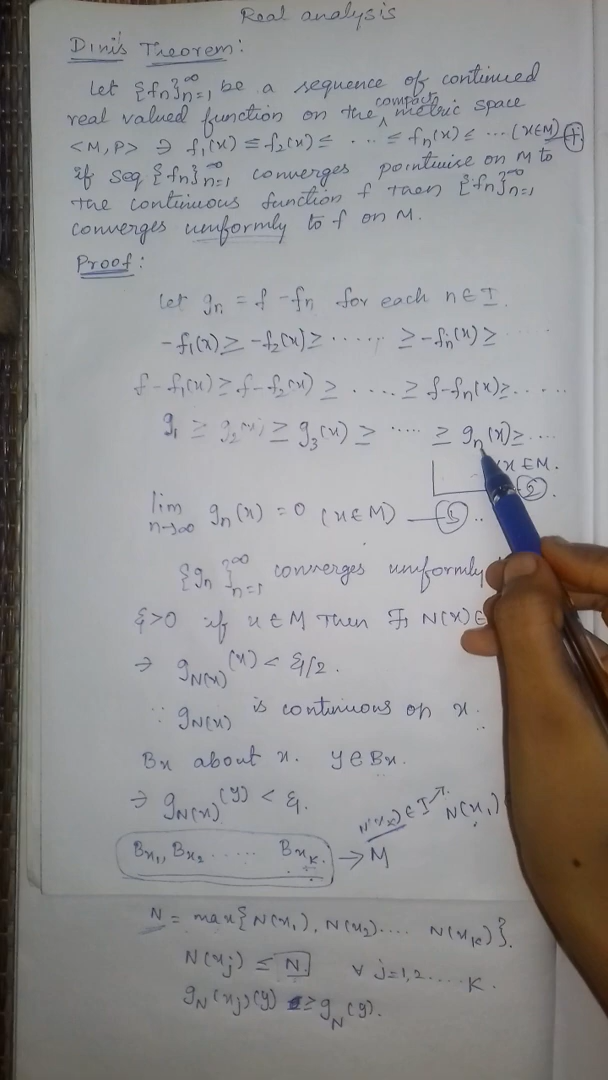 Real analysis
Dinis Theorem:
Let {fn}∞n=1 be a sequence of continued
real valued function on the compact metric space
<M, P> ∋ f1(x) ≤ f2(x) ≤ ... ≤ fn(x) ≤ ... (x∈M)
if seq {fn}∞n=1 converges pointwise on M to
the continuous function f then {fn}∞n=1
converges uniformly to f on M.
Proof:
Let gn = f - fn for each n ∈ I.
-f1(x) ≥ -f2(x) ≥ ..... ≥ -fn(x) ≥ .....
f-f1(x) ≥ f-f2(x) ≥ ..... ≥ f-fn(x) ≥ .....
g1 ≥ g2(x) ≥ g3(x) ≥ ..... ≥ gn(x) ≥ ....
x ∈ M.
②.
lim n→∞ gn(x) = 0 (x∈M) — ③ ..
{gn}∞n=1 converges uniformly
ε>0 if x∈M then ∃ N(x)∈
∋ gN(x)(x) < ε/2.
∵ gN(x) is continuous on x.
Bx about x. y∈Bx.
∋ gN(x)(y) < ε.
∈ I N(x1)
Bx1, Bx2 ..... Bxk. → M
N = max{N(x1), N(x2).... N(xk)}.
N(xj) ≤ N. ∀ j=1,2.....K.
gN(xj)(y) ≥ gN(y).